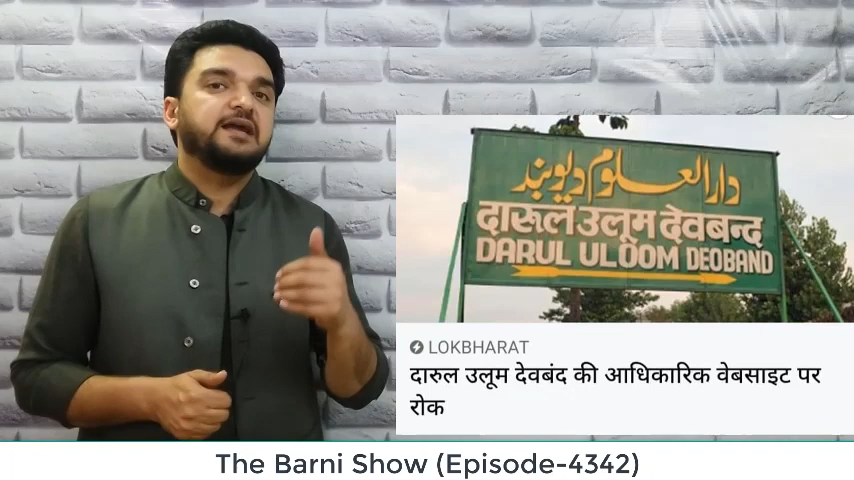 دارالعلوم دیوبند
दारुल उलूम देवबन्द
DARUL ULOOM DEOBAND
LOKBHARAT
दारुल उलूम देवबंद की आधिकारिक वेबसाइट पर
रोक
The Barni Show (Episode-4342)